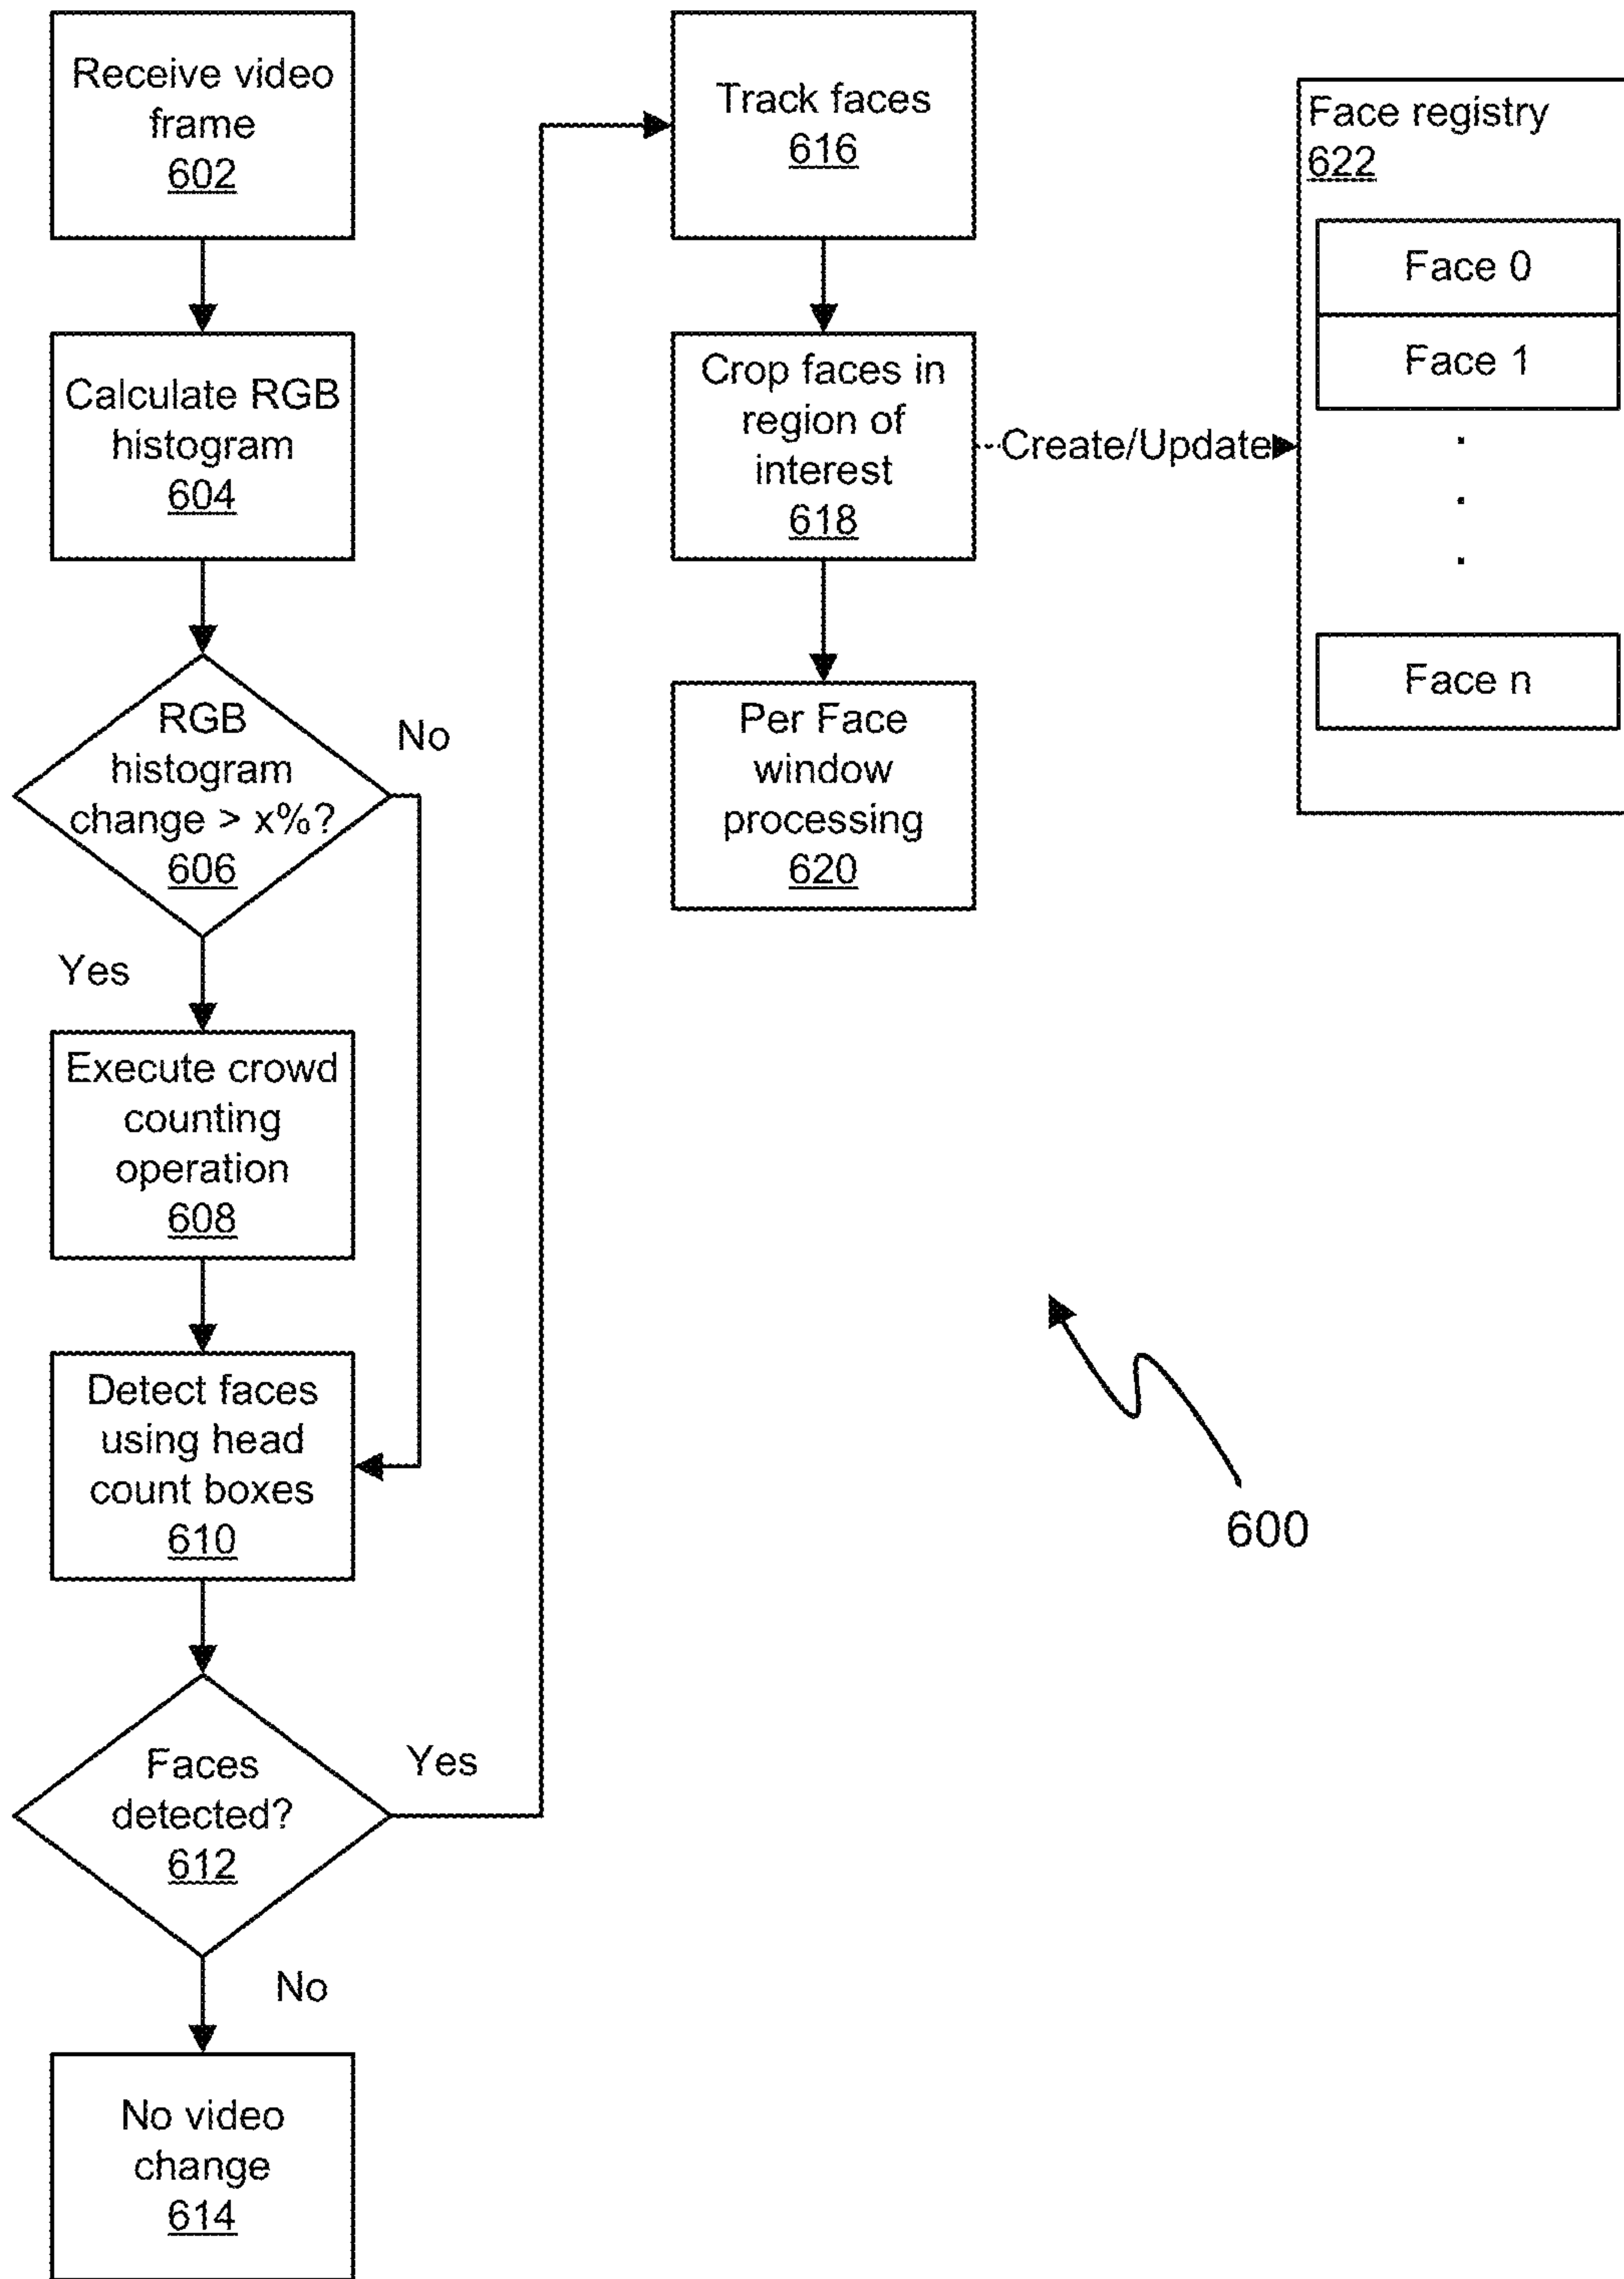 Receive video
frame
602
Calculate RGB
histogram
604
RGB
histogram
change > x%?
606
No
Yes
Execute crowd
counting
operation
608
Detect faces
using head
count boxes
610
Faces
detected?
612
Yes
No
No video
change
614
Track faces
616
Crop faces in
region of
interest
618
Create/Update
Per Face
window
processing
620
Face registry
622
Face 0
Face 1
.
.
.
Face n
600